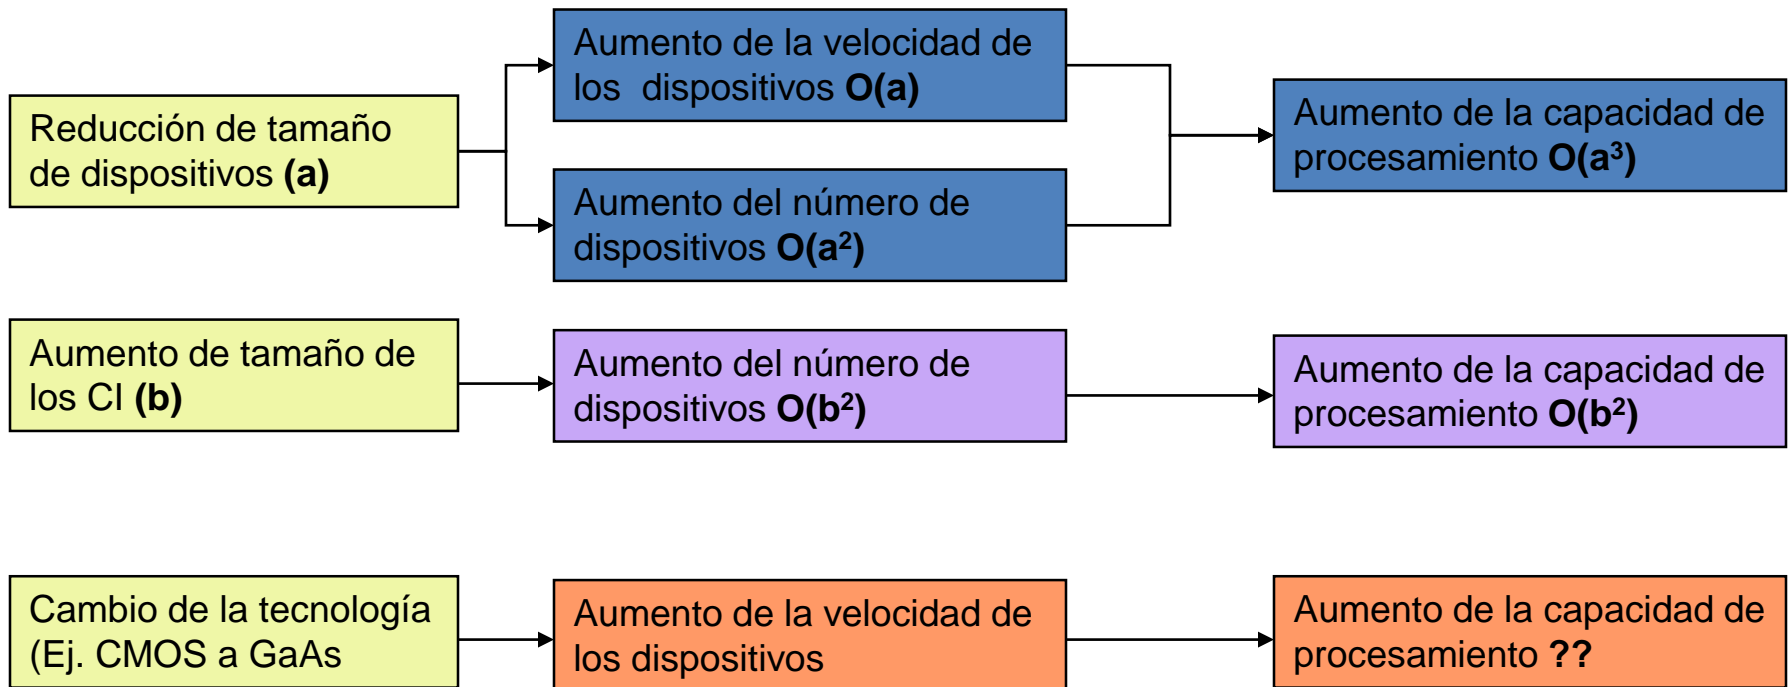 Reducción de tamaño
de dispositivos (a)
Aumento de la velocidad de
los dispositivos O(a)
Aumento del número de
dispositivos O(a²)
Aumento de la capacidad de
procesamiento O(a³)
Aumento de tamaño de
los CI (b)
Aumento del número de
dispositivos O(b²)
Aumento de la capacidad de
procesamiento O(b²)
Cambio de la tecnología
(Ej. CMOS a GaAs
Aumento de la velocidad de
los dispositivos
Aumento de la capacidad de
procesamiento ??